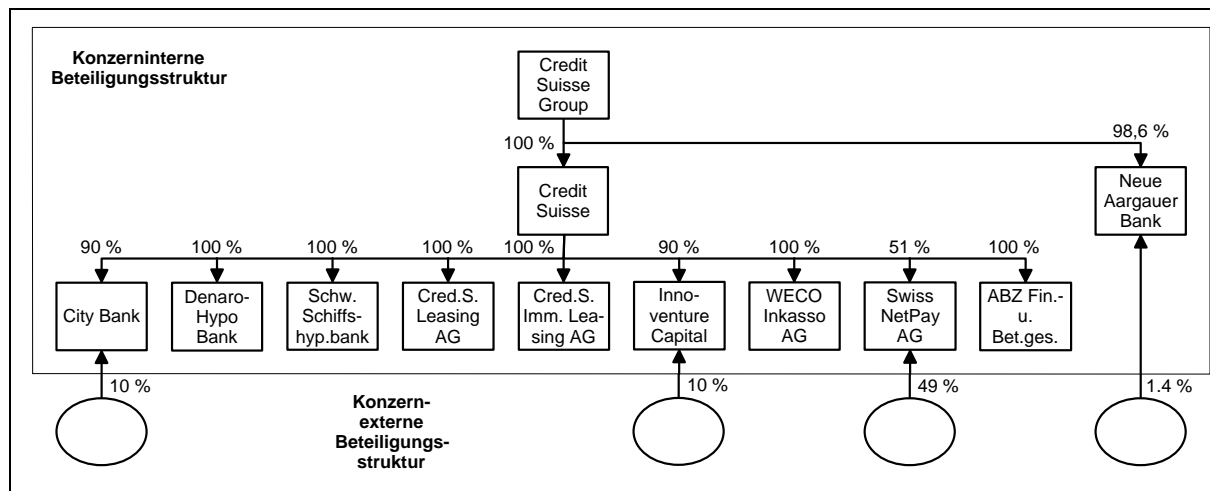 Konzerninterne
Beteiligungsstruktur
Credit
Suisse
Group
100 %
98,6 %
Credit
Suisse
Neue
Aargauer
Bank
90 %
100 %
100 %
100 %
100 %
90 %
100 %
51 %
100 %
City Bank
Denaro-
Hypo
Bank
Schw.
Schiffs-
hyp.bank
Cred.S.
Leasing
AG
Cred.S.
Imm. Lea-
sing AG
Inno-
venture
Capital
WECO
Inkasso
AG
Swiss
NetPay
AG
ABZ Fin.-
u.
Bet.ges.
10 %
10 %
49 %
1.4 %
Konzern-
externe
Beteiligungs-
struktur